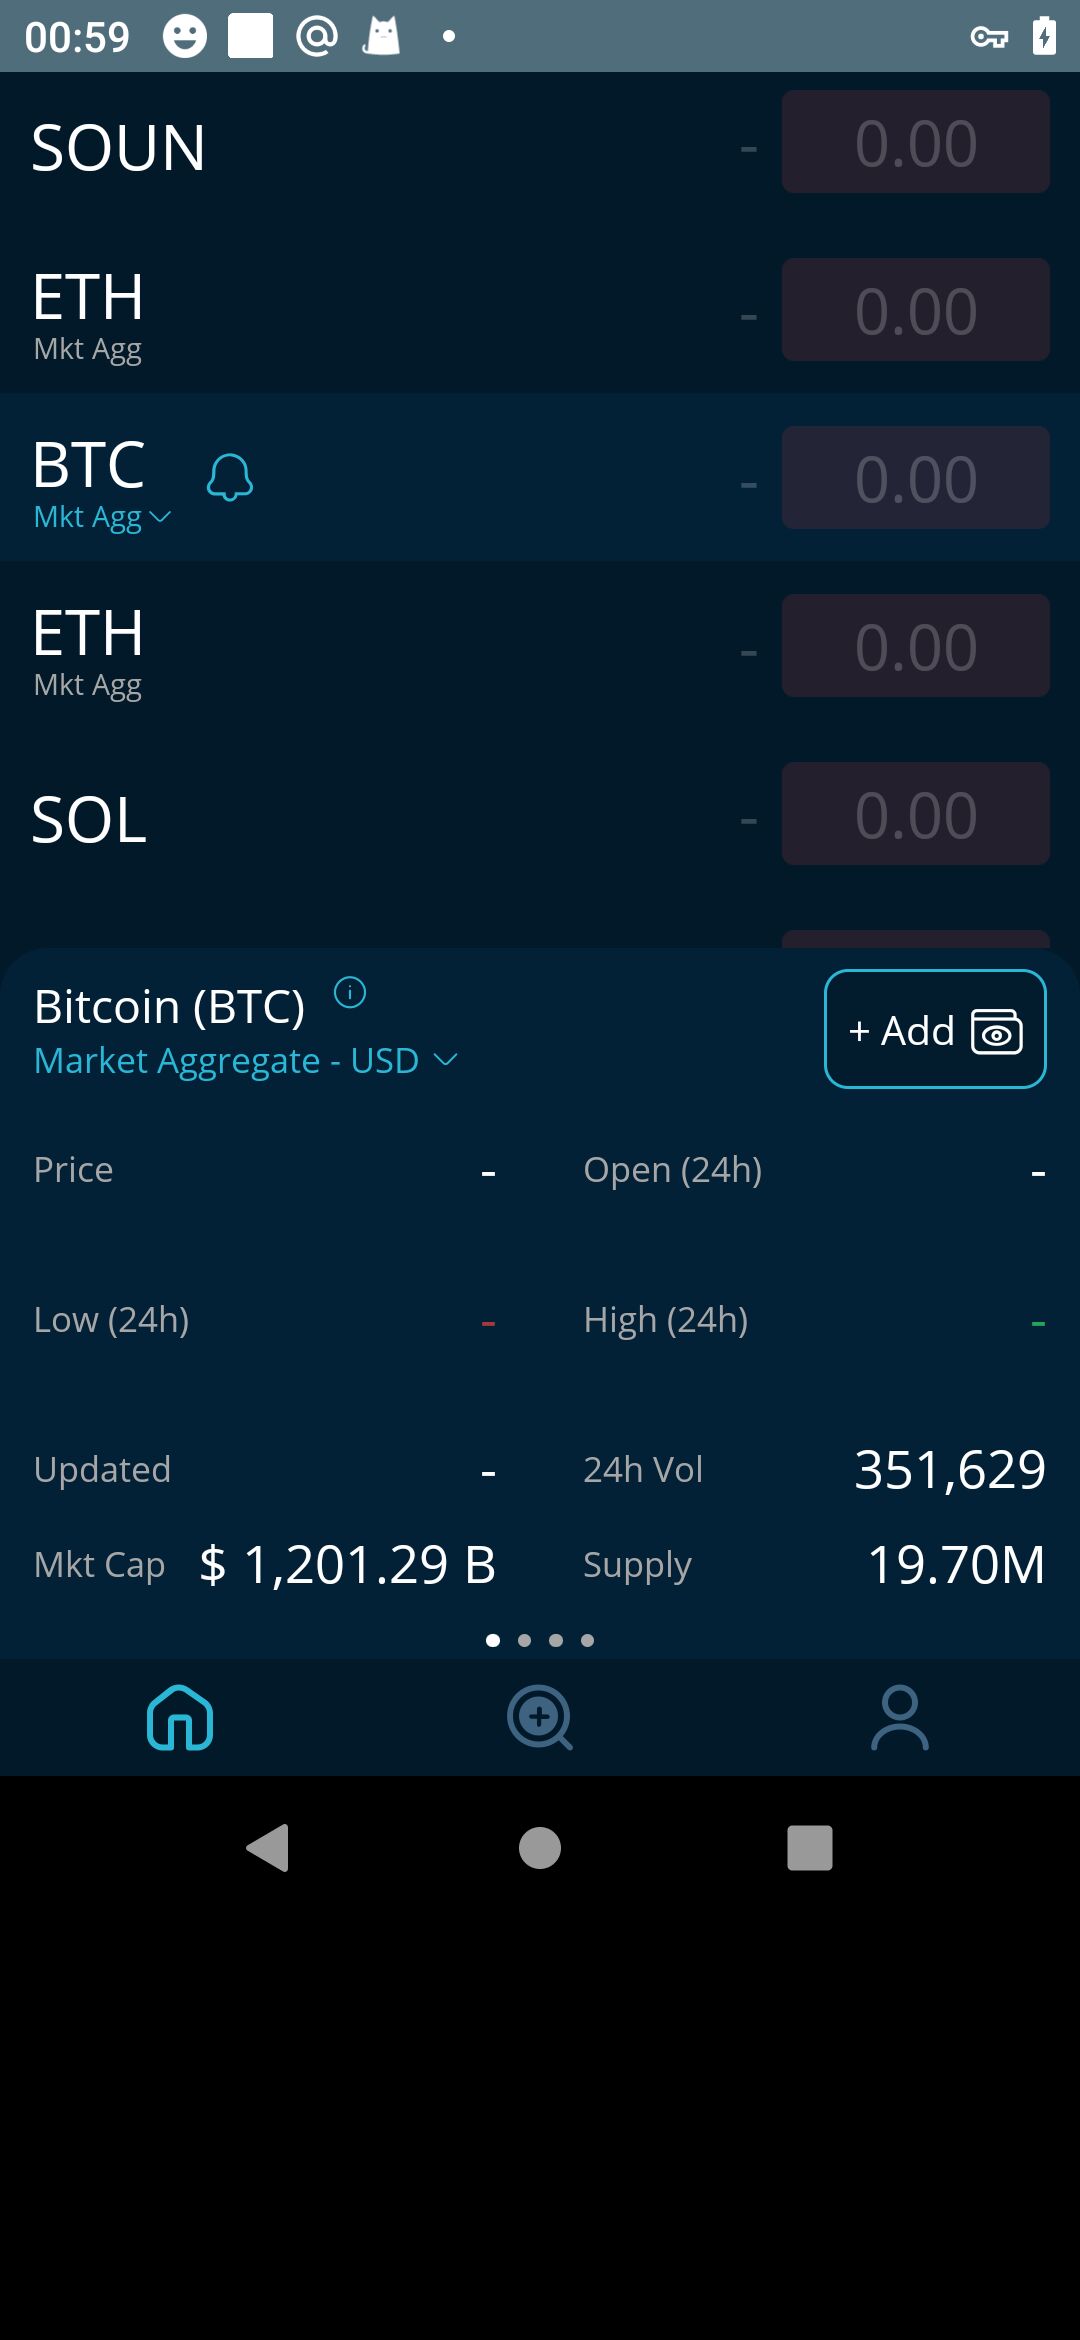 00:59
SOUN - 0.00
ETH - 0.00
Mkt Agg
BTC - 0.00
Mkt Agg
ETH - 0.00
Mkt Agg
SOL - 0.00
Bitcoin (BTC)
+ Add
Market Aggregate - USD
Price - Open (24h) -
Low (24h) - High (24h) -
Updated - 24h Vol 351,629
Mkt Cap $ 1,201.29 B Supply 19.70M